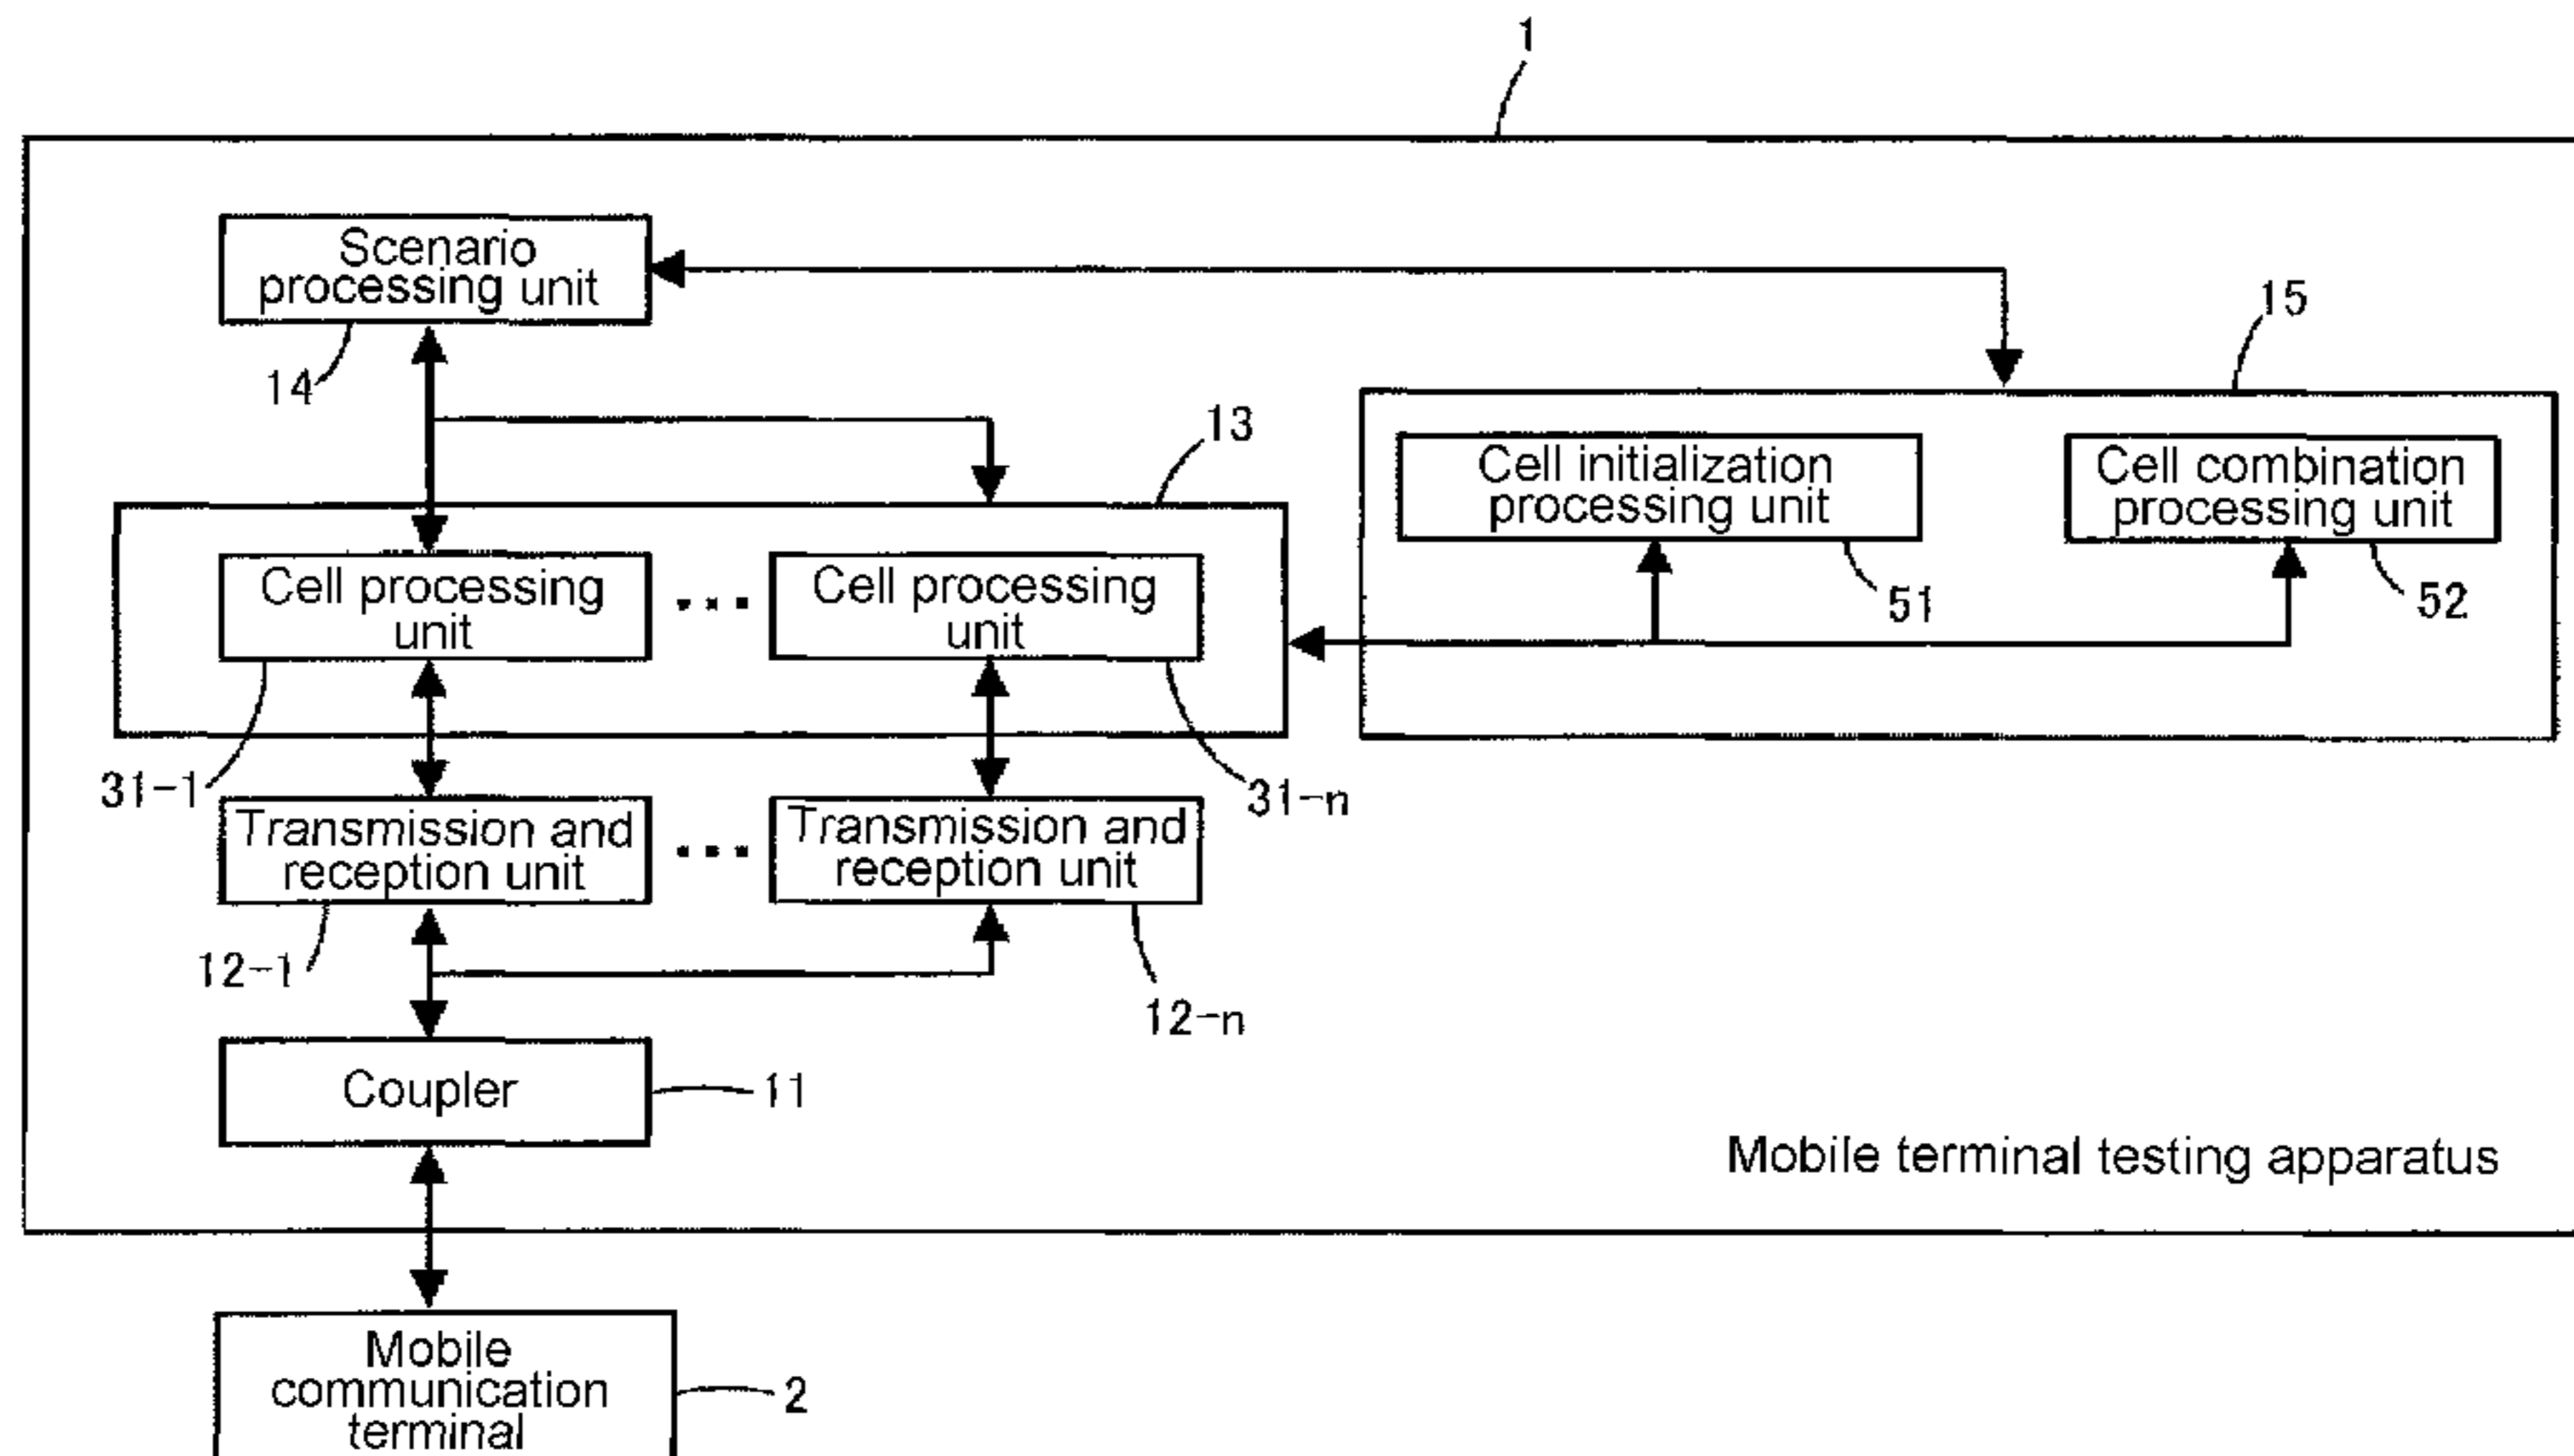 1
Scenario
processing unit
14
15
13
Cell initialization
processing unit
51
Cell combination
processing unit
52
Cell processing
unit
Cell processing
unit
31-1
31-n
Transmission and
reception unit
Transmission and
reception unit
12-1
12-n
Coupler
11
Mobile terminal testing apparatus
Mobile
communication
terminal
2